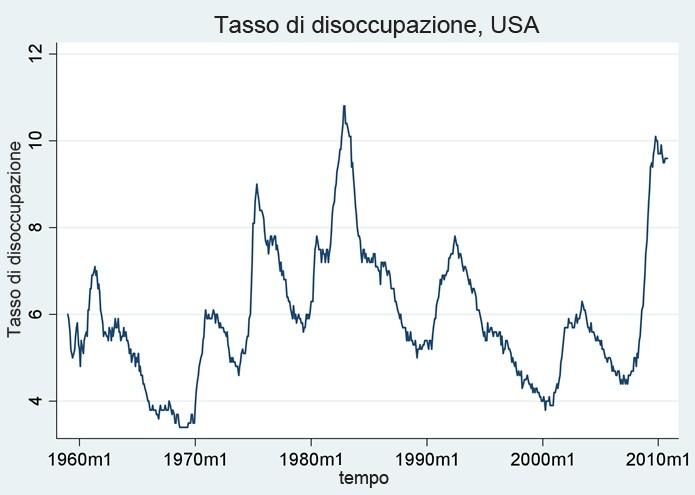 Tasso di disoccupazione, USA
Tasso di disoccupazione
12
10
8
6
4
1960m1 1970m1 1980m1 1990m1 2000m1 2010m1
tempo